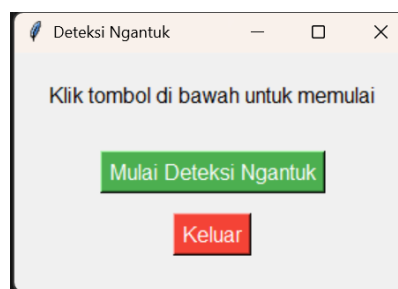 Deteksi Ngantuk
Klik tombol di bawah untuk memulai
Mulai Deteksi Ngantuk
Keluar